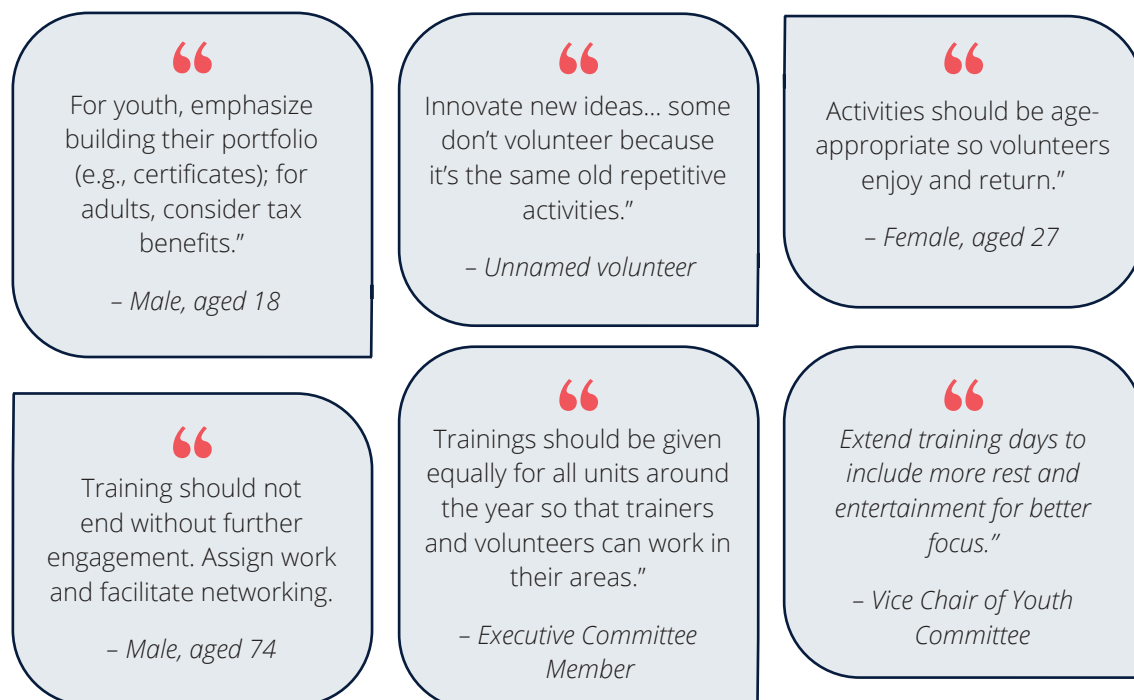 “
For youth, emphasize
building their portfolio
(e.g., certificates); for
adults, consider tax
benefits.”
– Male, aged 18
“
Innovate new ideas... some
don’t volunteer because
it’s the same old repetitive
activities.”
– Unnamed volunteer
“
Activities should be age-
appropriate so volunteers
enjoy and return.”
– Female, aged 27
“
Training should not
end without further
engagement. Assign work
and facilitate networking.
– Male, aged 74
“
Trainings should be given
equally for all units around
the year so that trainers
and volunteers can work in
their areas.”
– Executive Committee
Member
“
Extend training days to
include more rest and
entertainment for better
focus.”
– Vice Chair of Youth
Committee